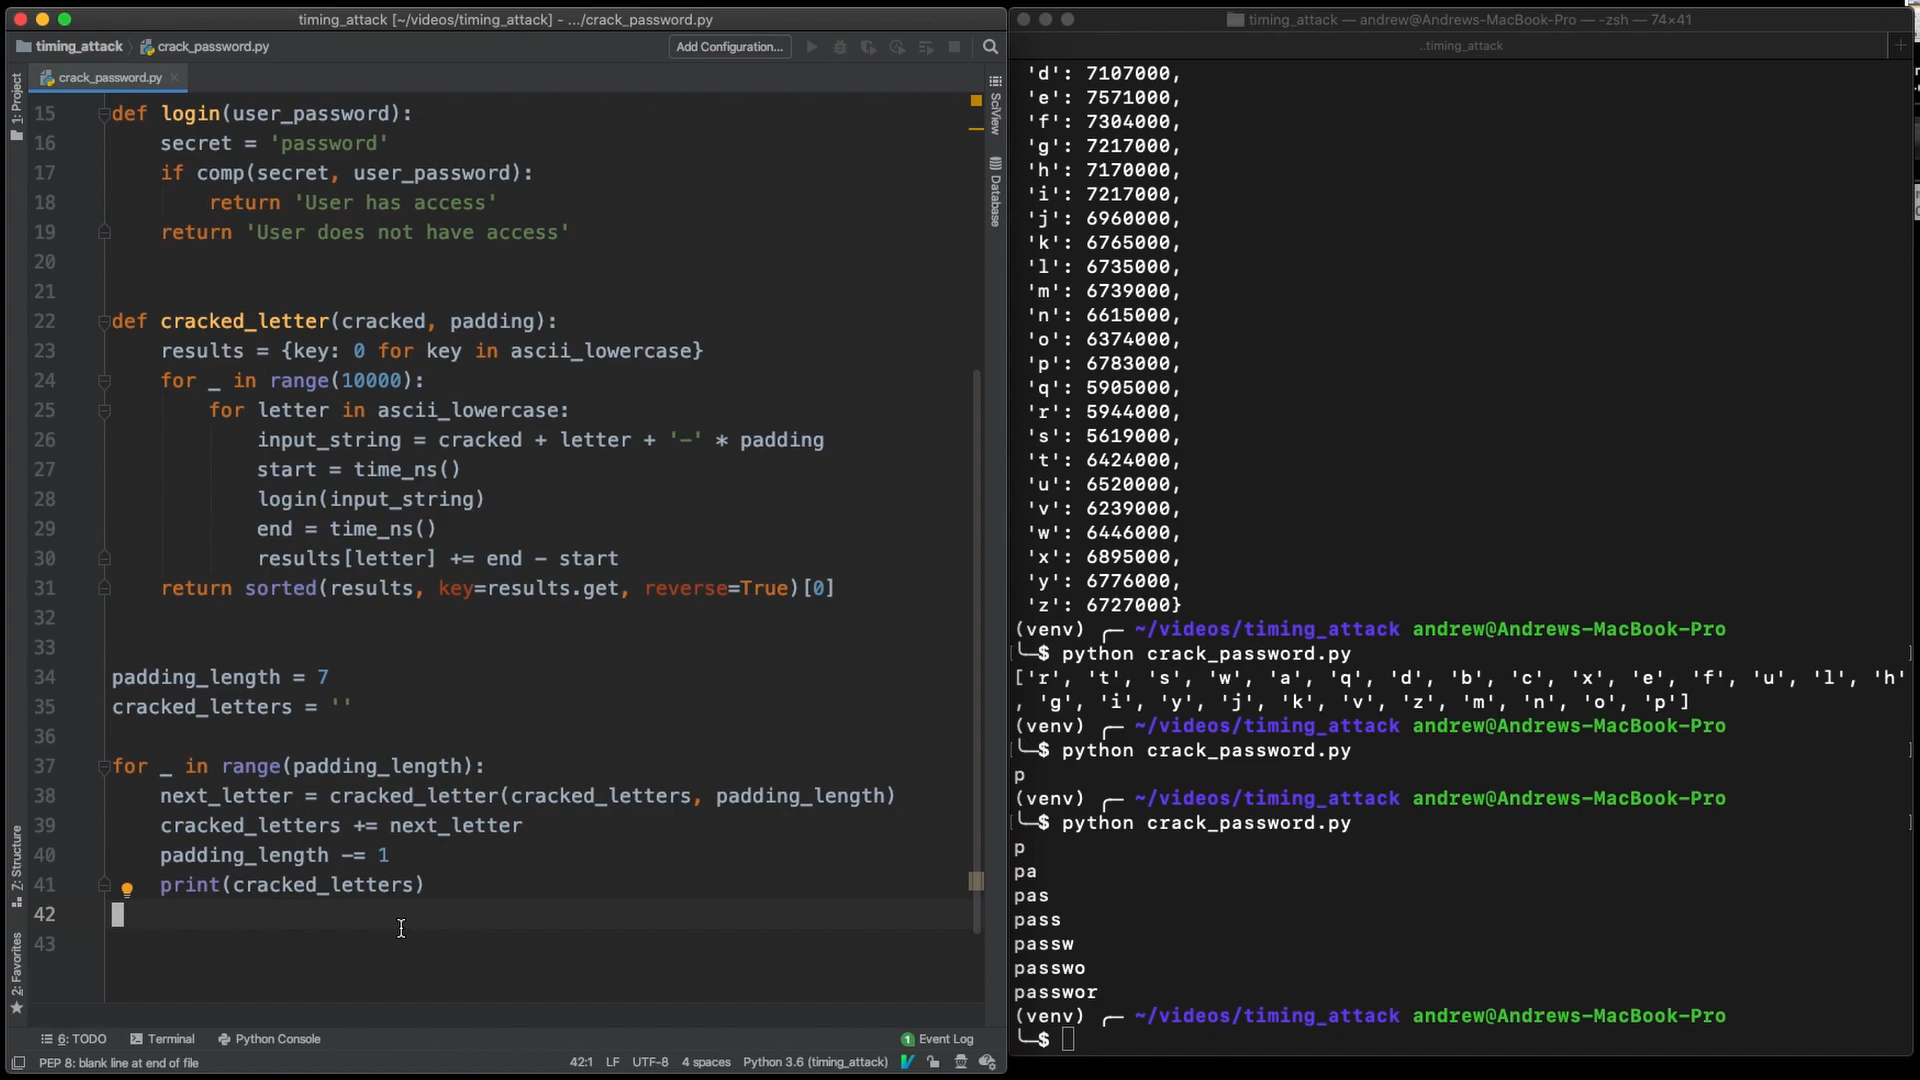 timing_attack [~/videos/timing_attack] - .../crack_password.py
timing_attack
crack_password.py
Add Configuration...
crack_password.py
1: Project
SciView
Database
7: Structure
2: Favorites
15 def login(user_password):
16 secret = 'password'
17 if comp(secret, user_password):
18 return 'User has access'
19 return 'User does not have access'
20
21
22 def cracked_letter(cracked, padding):
23 results = {key: 0 for key in ascii_lowercase}
24 for _ in range(10000):
25 for letter in ascii_lowercase:
26 input_string = cracked + letter + '-' * padding
27 start = time_ns()
28 login(input_string)
29 end = time_ns()
30 results[letter] += end - start
31 return sorted(results, key=results.get, reverse=True)[0]
32
33
34 padding_length = 7
35 cracked_letters = ''
36
37 for _ in range(padding_length):
38 next_letter = cracked_letter(cracked_letters, padding_length)
39 cracked_letters += next_letter
40 padding_length -= 1
41 print(cracked_letters)
42
43
6: TODO
Terminal
Python Console
1 Event Log
PEP 8: blank line at end of file
42:1 LF UTF-8 4 spaces Python 3.6 (timing_attack)
timing_attack — andrew@Andrews-MacBook-Pro — -zsh — 74×41
..timing_attack
'd': 7107000,
'e': 7571000,
'f': 7304000,
'g': 7217000,
'h': 7170000,
'i': 7217000,
'j': 6960000,
'k': 6765000,
'l': 6735000,
'm': 6739000,
'n': 6615000,
'o': 6374000,
'p': 6783000,
'q': 5905000,
'r': 5944000,
's': 5619000,
't': 6424000,
'u': 6520000,
'v': 6239000,
'w': 6446000,
'x': 6895000,
'y': 6776000,
'z': 6727000}
(venv) ╭─ ~/videos/timing_attack andrew@Andrews-MacBook-Pro
╰─$ python crack_password.py
['r', 't', 's', 'w', 'a', 'q', 'd', 'b', 'c', 'x', 'e', 'f', 'u', 'l', 'h'
, 'g', 'i', 'y', 'j', 'k', 'v', 'z', 'm', 'n', 'o', 'p']
(venv) ╭─ ~/videos/timing_attack andrew@Andrews-MacBook-Pro
╰─$ python crack_password.py
p
(venv) ╭─ ~/videos/timing_attack andrew@Andrews-MacBook-Pro
╰─$ python crack_password.py
p
pa
pas
pass
passw
passwo
passwor
(venv) ╭─ ~/videos/timing_attack andrew@Andrews-MacBook-Pro
╰─$